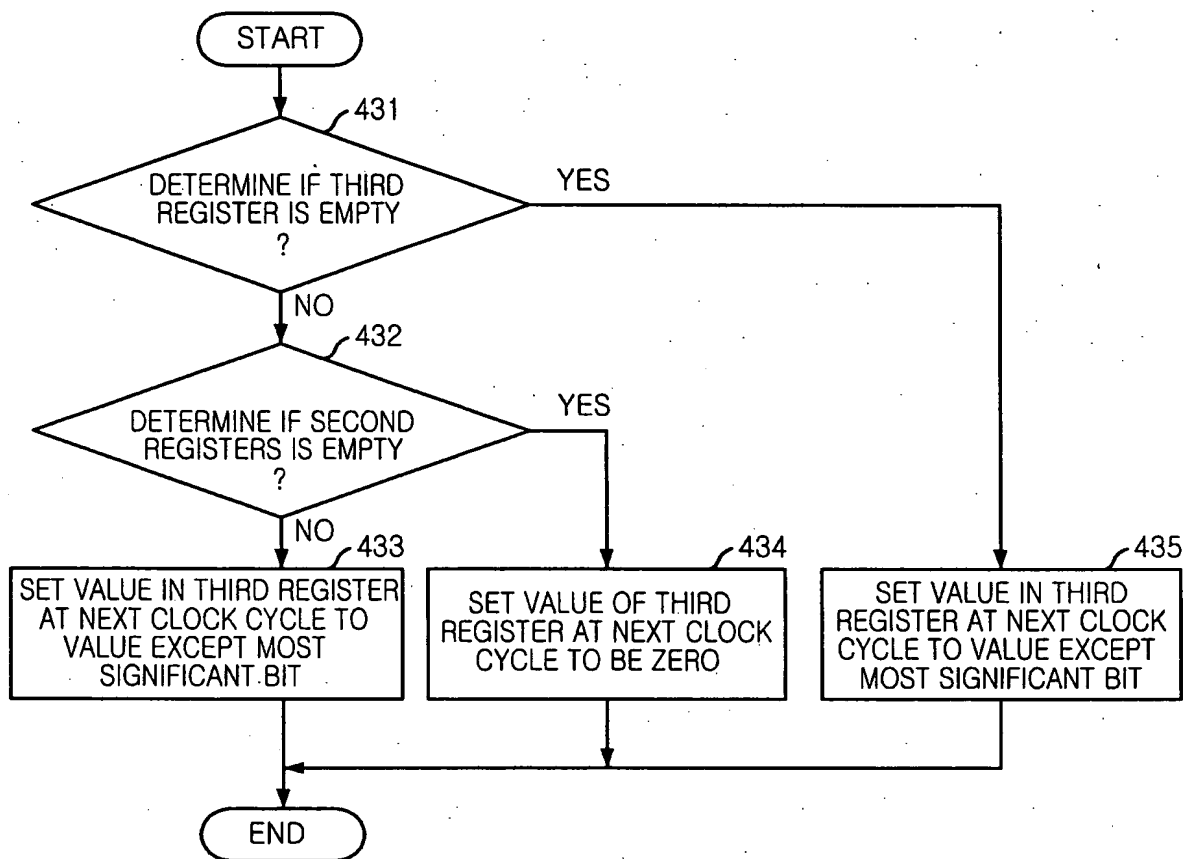 START
431
DETERMINE IF THIRD
REGISTER IS EMPTY
?
YES
NO
432
DETERMINE IF SECOND
REGISTERS IS EMPTY
?
YES
NO
433
SET VALUE IN THIRD REGISTER
AT NEXT CLOCK CYCLE TO
VALUE EXCEPT MOST
SIGNIFICANT BIT
434
SET VALUE OF THIRD
REGISTER AT NEXT CLOCK
CYCLE TO BE ZERO
435
SET VALUE IN THIRD
REGISTER AT NEXT CLOCK
CYCLE TO VALUE EXCEPT
MOST SIGNIFICANT BIT
END